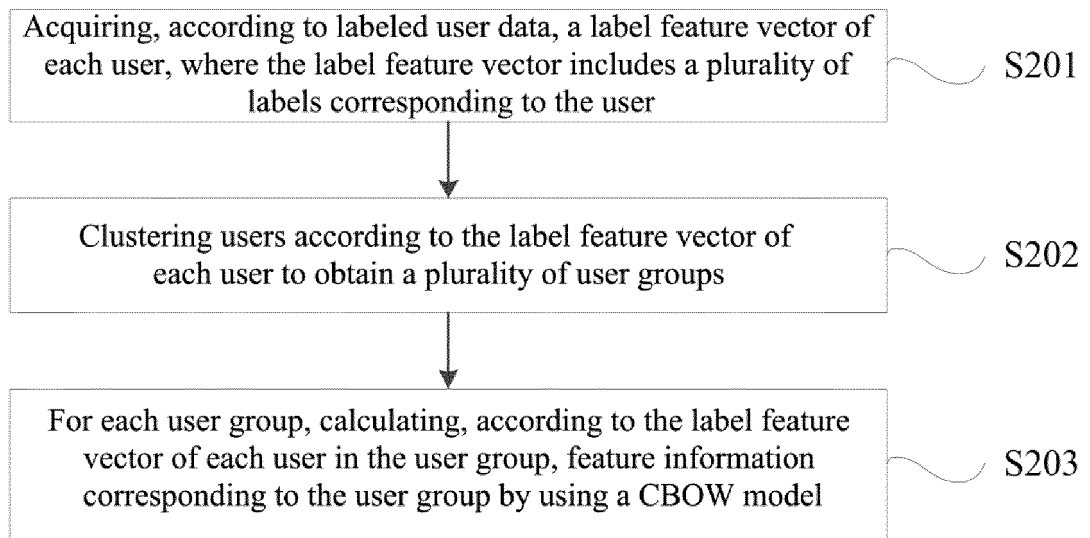 Acquiring, according to labeled user data, a label feature vector of
each user, where the label feature vector includes a plurality of
labels corresponding to the user
S201
Clustering users according to the label feature vector of
each user to obtain a plurality of user groups
S202
For each user group, calculating, according to the label feature
vector of each user in the user group, feature information
corresponding to the user group by using a CBOW model
S203